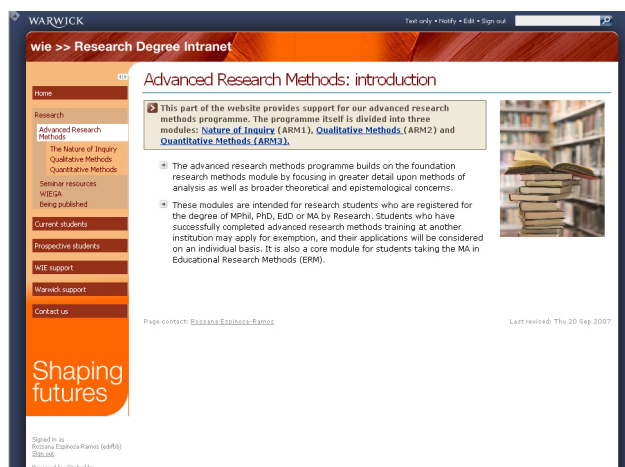 WARWICK
Text only • Notify • Edit • Sign out
wie >> Research Degree Intranet
Home
Research
Advanced Research
Methods
The Nature of Inquiry
Qualitative Methods
Quantitative Methods
Seminar resources
WIEGA
Being published
Current students
Prospective students
WIE support
Warwick support
Contact us
Shaping
futures
Signed in as
Rossana Espinoza-Ramos (edrfbb)
Sign out
Advanced Research Methods: introduction
This part of the website provides support for our advanced research
methods programme. The programme itself is divided into three
modules: Nature of Inquiry (ARM1), Qualitative Methods (ARM2) and
Quantitative Methods (ARM3).
The advanced research methods programme builds on the foundation
research methods module by focusing in greater detail upon methods of
analysis as well as broader theoretical and epistemological concerns.
These modules are intended for research students who are registered for
the degree of MPhil, PhD, EdD or MA by Research. Students who have
successfully completed advanced research methods training at another
institution may apply for exemption, and their applications will be considered
on an individual basis. It is also a core module for students taking the MA in
Educational Research Methods (ERM).
Page contact: Rossana Espinoza-Ramos
Last revised: Thu 20 Sep 2007